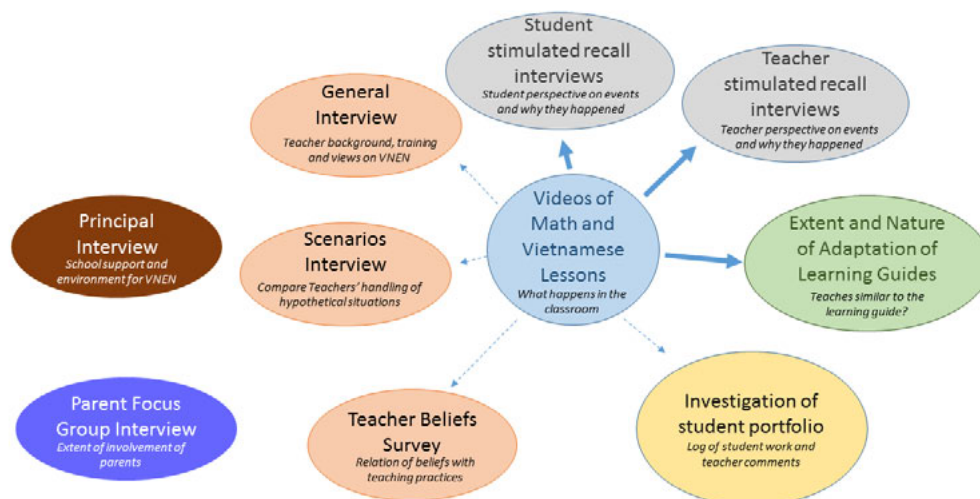 Student
stimulated recall
interviews
Student perspective on events
and why they happened
Teacher
stimulated recall
interviews
Teacher perspective on events
and why they happened
General
Interview
Teacher background, training
and views on VNEN
Videos of
Math and
Vietnamese
Lessons
What happens in the
classroom
Principal
Interview
School support and
environment for VNEN
Scenarios
Interview
Compare Teachers' handling of
hypothetical situations
Extent and Nature
of Adaptation of
Learning Guides
Teaches similar to the
learning guide?
Parent Focus
Group Interview
Extent of involvement of
parents
Teacher Beliefs
Survey
Relation of beliefs with
teaching practices
Investigation of
student portfolio
Log of student work and
teacher comments